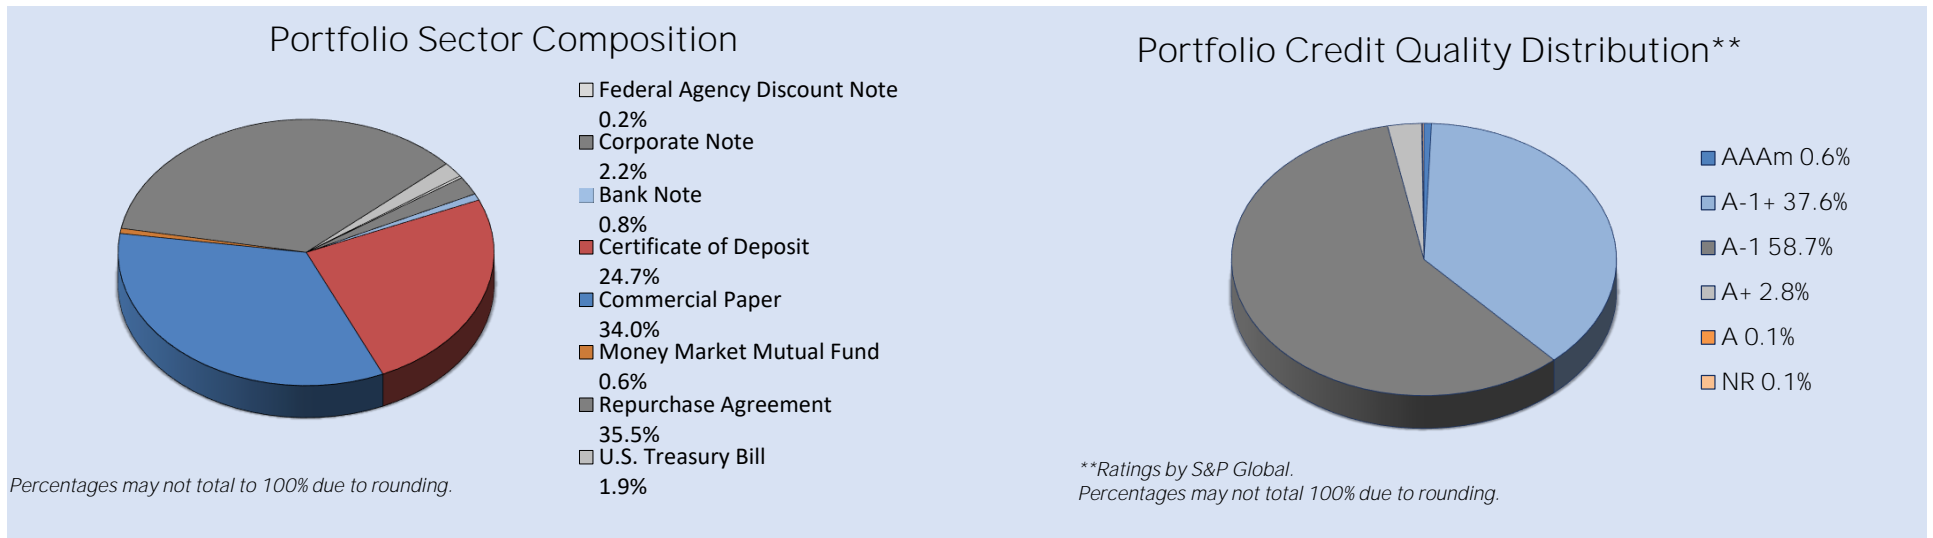 Portfolio Sector Composition
Federal Agency Discount Note
0.2%
Corporate Note
2.2%
Bank Note
0.8%
Certificate of Deposit
24.7%
Commercial Paper
34.0%
Money Market Mutual Fund
0.6%
Repurchase Agreement
35.5%
U.S. Treasury Bill
1.9%
Percentages may not total to 100% due to rounding.
Portfolio Credit Quality Distribution**
AAAm 0.6%
A-1+ 37.6%
A-1 58.7%
A+ 2.8%
A 0.1%
NR 0.1%
**Ratings by S&P Global.
Percentages may not total 100% due to rounding.